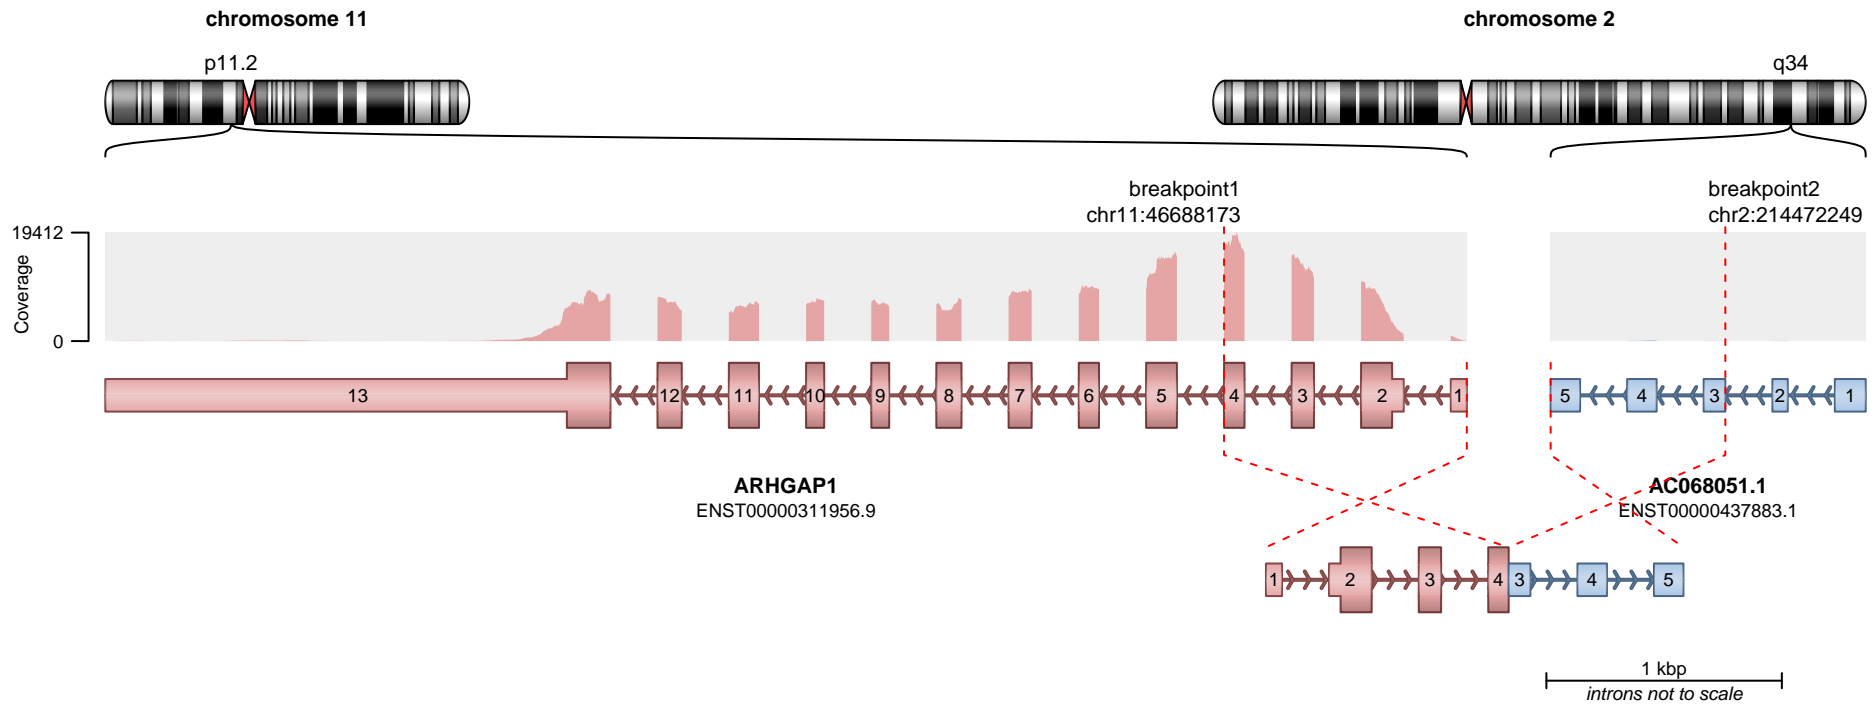 chromosome 11
chromosome 2
p11.2
q34
breakpoint1
chr11:46688173
breakpoint2
chr2:214472249
19412
Coverage
0
13 12 11 10 9 8 7 6 5 4 3 2 1
5 4 3 2 1
ARHGAP1
ENST00000311956.9
AC068051.1
ENST00000437883.1
1 2 3 4 3 4 5
1 kbp
introns not to scale